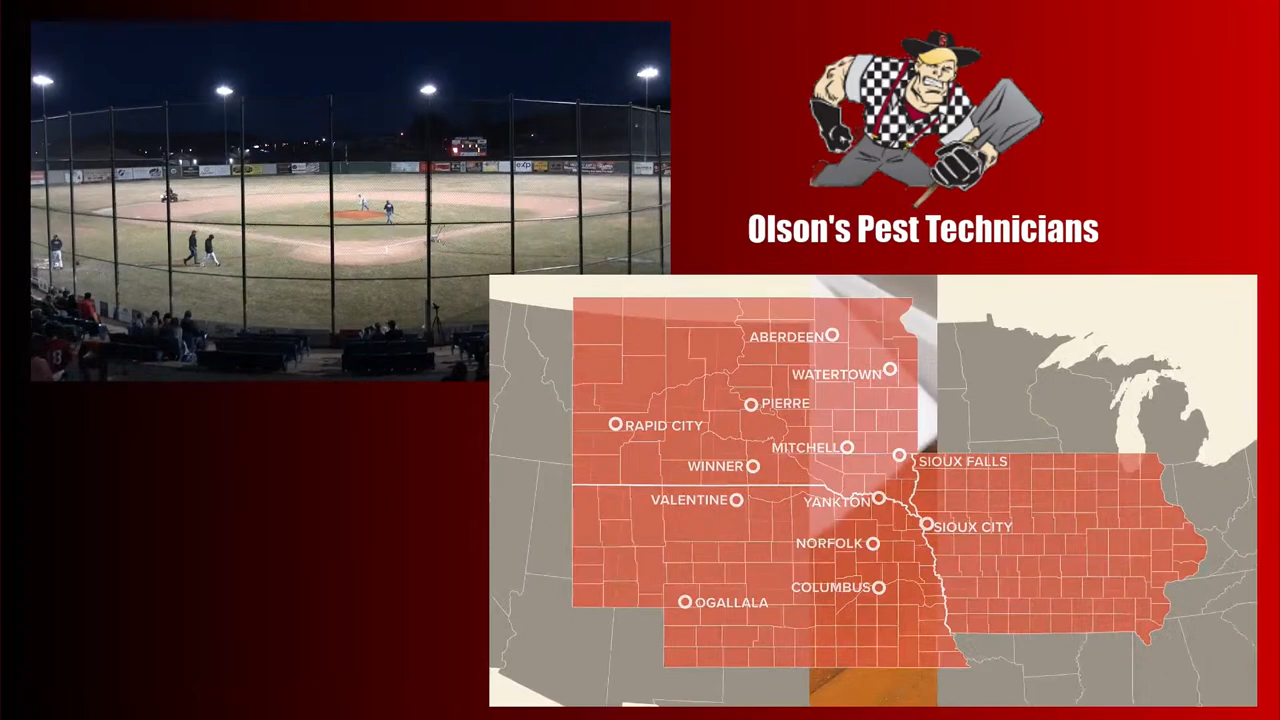 exp
Olson's Pest Technicians
ABERDEEN
WATERTOWN
PIERRE
RAPID CITY
MITCHELL
SIOUX FALLS
WINNER
VALENTINE
YANKTON
SIOUX CITY
NORFOLK
COLUMBUS
OGALLALA